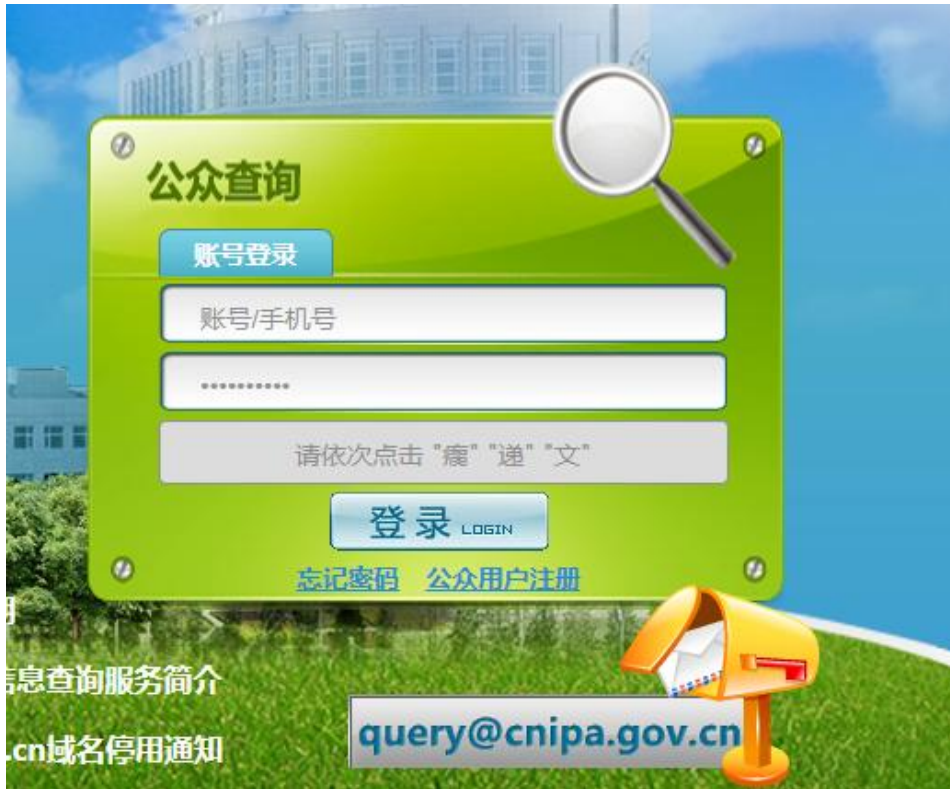 公众查询
账号登录
账号/手机号
••••••••••
请依次点击 "瘪" "递" "文"
登 录 LOGIN
忘记密码 公众用户注册
信息查询服务简介
.cn域名停用通知
query@cnipa.gov.cn